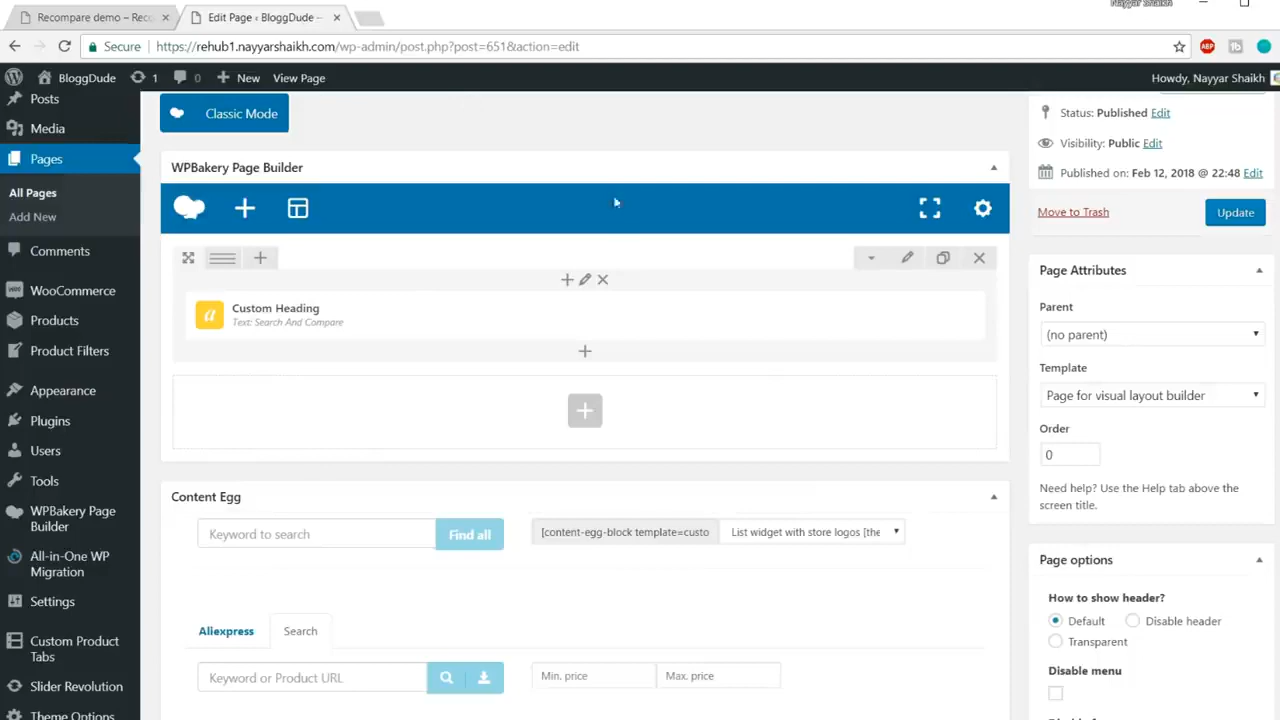 Nayyar Shaikh
Recompare demo – Reco
Edit Page ‹ BloggDude –
Secure
https://rehub1.nayyarshaikh.com/wp-admin/post.php?post=651&action=edit
ABP
BloggDude
1
0
New
View Page
Howdy, Nayyar Shaikh
Posts
Media
Pages
All Pages
Add New
Comments
WooCommerce
Products
Product Filters
Appearance
Plugins
Users
Tools
WPBakery Page
Builder
All-in-One WP
Migration
Settings
Custom Product
Tabs
Slider Revolution
Theme Options
Classic Mode
WPBakery Page Builder
Custom Heading
Text: Search And Compare
Content Egg
Keyword to search
Find all
[content-egg-block template=custo
List widget with store logos [the
Aliexpress
Search
Keyword or Product URL
Min. price
Max. price
Status: Published Edit
Visibility: Public Edit
Published on: Feb 12, 2018 @ 22:48 Edit
Move to Trash
Update
Page Attributes
Parent
(no parent)
Template
Page for visual layout builder
Order
0
Need help? Use the Help tab above the
screen title.
Page options
How to show header?
Default
Disable header
Transparent
Disable menu